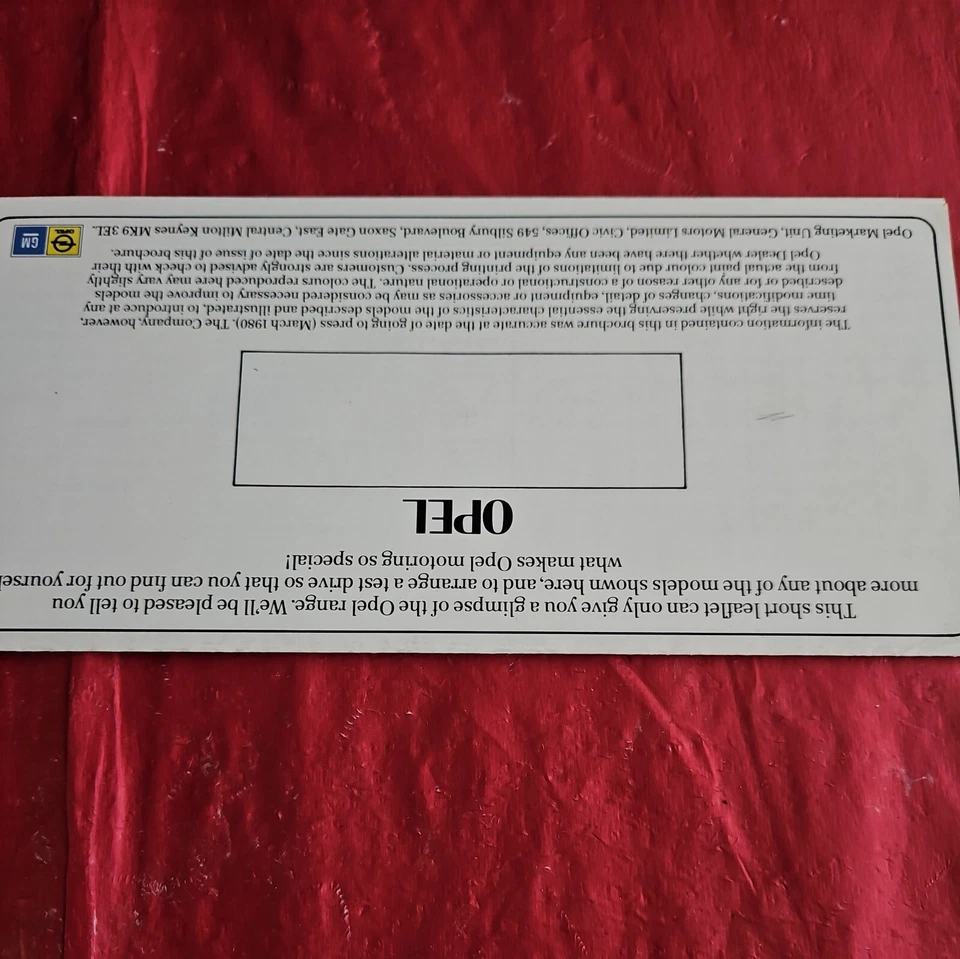 This short leaflet can only give you a glimpse of the Opel range. We'll be pleased to tell you
more about any of the models shown here, and to arrange a test drive so that you can find out for yourself
what makes Opel motoring so special!
OPEL
The information contained in this brochure was accurate at the date of going to press (March 1980). The Company, however,
reserves the right while preserving the essential characteristics of the models described and illustrated, to introduce at any
time modifications, changes of detail, equipment or accessories as may be considered necessary to improve the models
described or for any other reason of a constructional or operational nature. The colours reproduced here may vary slightly
from the actual paint colour due to limitations of the printing process. Customers are strongly advised to check with their
Opel Dealer whether there have been any equipment or material alterations since the date of issue of this brochure.
Opel Marketing Unit, General Motors Limited, Civic Offices, 549 Silbury Boulevard, Saxon Gate East, Central Milton Keynes MK9 3EL.
OPEL
GM